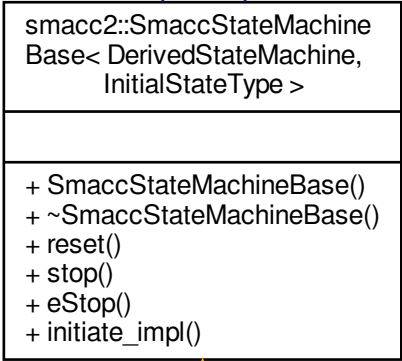 smacc2::SmaccStateMachine
Base< DerivedStateMachine,
InitialStateType >
+ SmaccStateMachineBase()
+ ~SmaccStateMachineBase()
+ reset()
+ stop()
+ eStop()
+ initiate_impl()